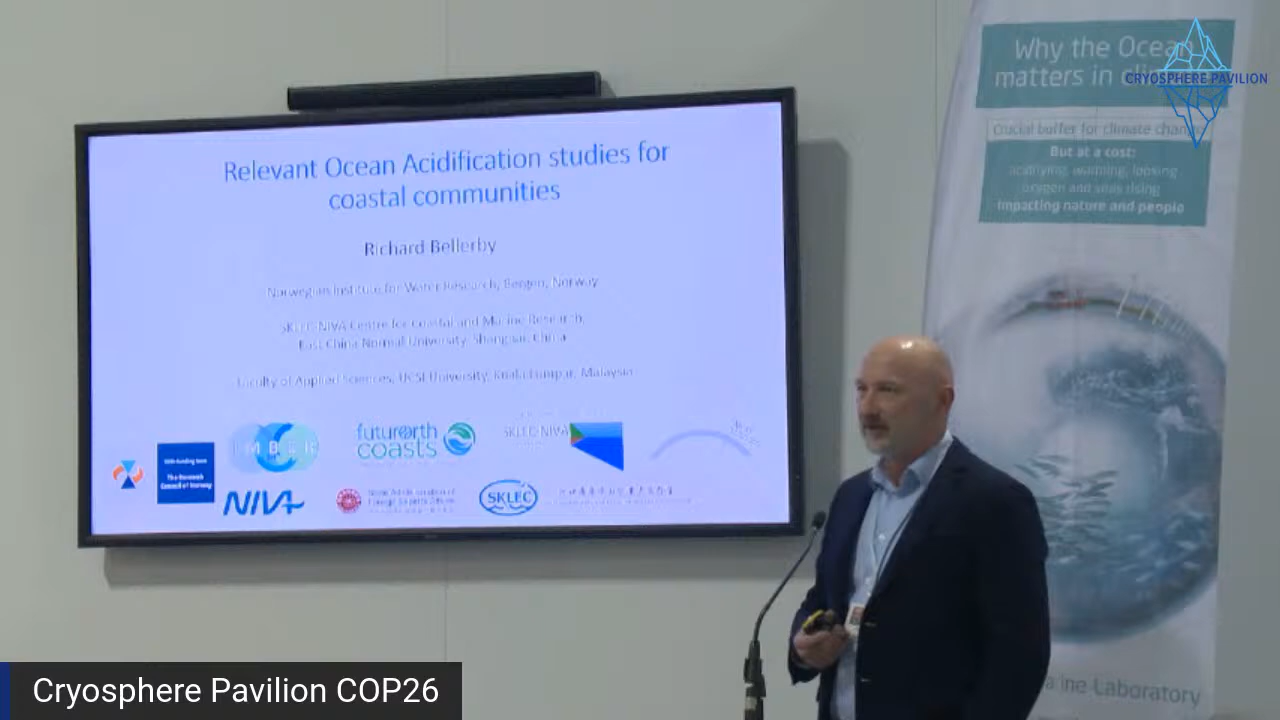 Relevant Ocean Acidification studies for
coastal communities
Richard Bellerby
Norwegian Institute for Water Research, Bergen, Norway
SKLEC-NIVA Centre for Coastal and Marine Research,
East China Normal University, Shanghai, China
Faculty of Applied Sciences, UCSI University, Kuala Lumpur, Malaysia
IMBER
futurearth
coasts
SKLEC-NIVA
The Research
Council of Norway
NIVA
SKLEC
Why the Ocean
matters in
CRYOSPHERE PAVILION
Crucial buffer for climate change
But at a cost:
acidifying, warming, loosing
oxygen and seas rising
impacting nature and people
Laboratory
Cryosphere Pavilion COP26